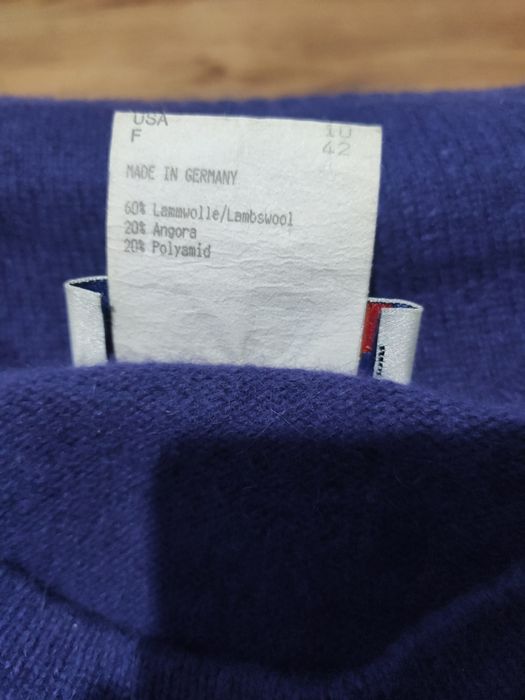 USA 10
F 42
MADE IN GERMANY
60% Lammwolle/Lambswool
20% Angora
20% Polyamid